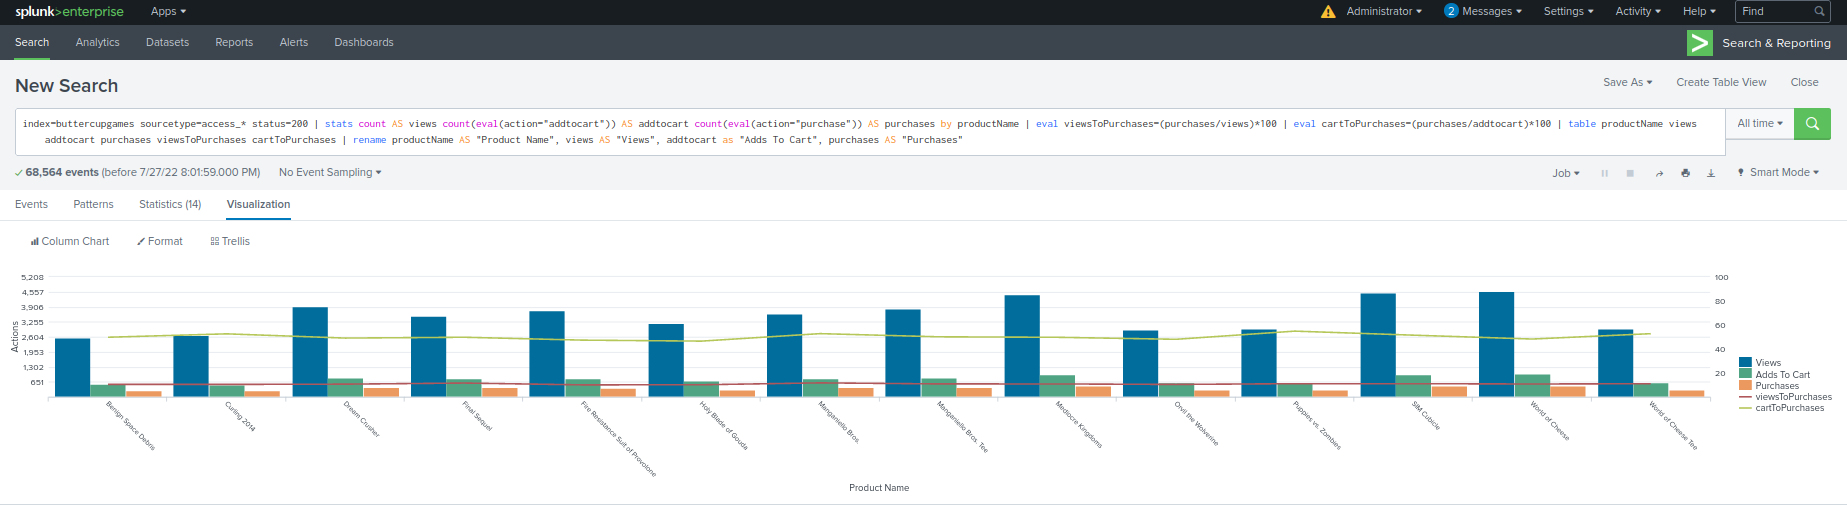 splunk>enterprise Apps Administrator 2 Messages Settings Activity Help Find
Search Analytics Datasets Reports Alerts Dashboards Search & Reporting
New Search
Save As Create Table View Close
index=buttercupgames sourcetype=access_* status=200 | stats count AS views count(eval(action="addtocart")) AS addtocart count(eval(action="purchase")) AS purchases by productName | eval viewsToPurchases=(purchases/views)*100 | eval cartToPurchases=(purchases/addtocart)*100 | table productName views
addtocart purchases viewsToPurchases cartToPurchases | rename productName AS "Product Name", views AS "Views", addtocart as "Adds To Cart", purchases AS "Purchases"
All time
68,564 events (before 7/27/22 8:01:59.000 PM) No Event Sampling
Job Smart Mode
Events Patterns Statistics (14) Visualization
Column Chart Format Trellis
Actions
5,208
4,557
3,906
3,255
2,604
1,953
1,302
651
100
80
60
40
20
Views
Adds To Cart
Purchases
viewsToPurchases
cartToPurchases
Benign Space Debris
Curling 2014
Dream Crusher
Final Sequel
Fire Resistance Suit of Provolone
Holy Blade of Gouda
Manganiello Bros.
Manganiello Bros. Tee
Mediocre Kingdoms
Orvil the Wolverine
Puppies vs. Zombies
SIM Cubicle
World of Cheese
World of Cheese Tee
Product Name